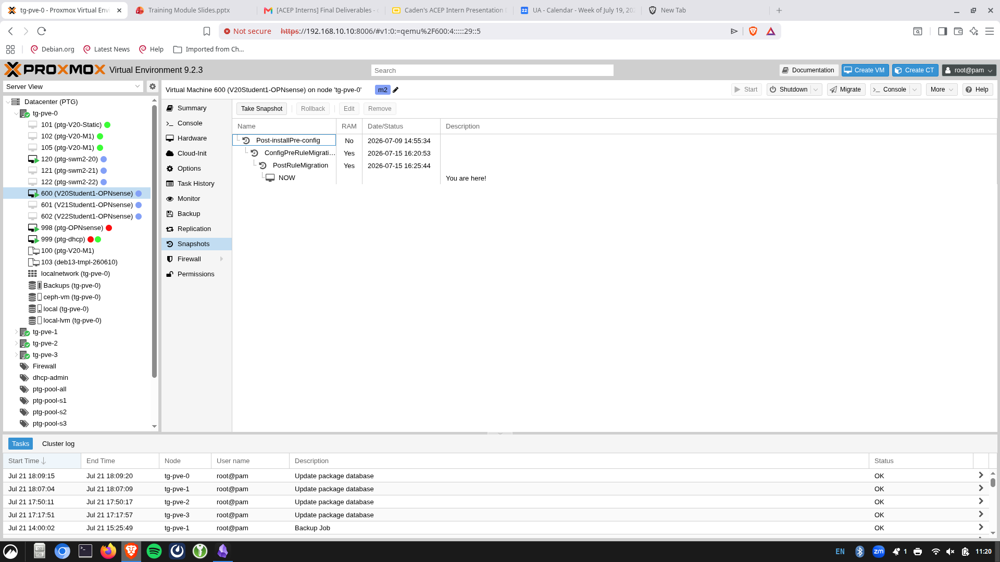 tg-pve-0 - Proxmox Virtual Envi
Training Module Slides.pptx
[ACEP Interns] Final Deliverables -
Caden's ACEP Intern Presentation
UA - Calendar - Week of July 19, 202
New Tab
Not secure https://192.168.10.10:8006/#v1:0:=qemu%2F600:4:::::29::5
Debian.org Latest News Help Imported from Ch...
PROXMOX Virtual Environment 9.2.3
Search
Documentation Create VM Create CT root@pam
Server View
Virtual Machine 600 (V20Student1-OPNsense) on node 'tg-pve-0' m2
Start Shutdown Migrate Console More Help
Datacenter (PTG)
tg-pve-0
101 (ptg-V20-Static)
102 (ptg-V20-M1)
105 (ptg-V20-M1)
120 (ptg-swm2-20)
121 (ptg-swm2-21)
122 (ptg-swm2-22)
600 (V20Student1-OPNsense)
601 (V21Student1-OPNsense)
602 (V22Student1-OPNsense)
998 (ptg-OPNsense)
999 (ptg-dhcp)
100 (ptg-V20-M1)
103 (deb13-tmpl-260610)
localnetwork (tg-pve-0)
Backups (tg-pve-0)
ceph-vm (tg-pve-0)
local (tg-pve-0)
local-lvm (tg-pve-0)
tg-pve-1
tg-pve-2
tg-pve-3
Firewall
dhcp-admin
ptg-pool-all
ptg-pool-s1
ptg-pool-s2
ptg-pool-s3
Summary
Console
Hardware
Cloud-Init
Options
Task History
Monitor
Backup
Replication
Snapshots
Firewall
Permissions
Take Snapshot Rollback Edit Remove
Name RAM Date/Status Description
Post-installPre-config No 2026-07-09 14:55:34
ConfigPreRuleMigrati... Yes 2026-07-15 16:20:53
PostRuleMigration Yes 2026-07-15 16:25:44
NOW You are here!
Tasks Cluster log
Start Time End Time Node User name Description Status
Jul 21 18:09:15 Jul 21 18:09:20 tg-pve-0 root@pam Update package database OK
Jul 21 18:07:04 Jul 21 18:07:09 tg-pve-1 root@pam Update package database OK
Jul 21 17:50:11 Jul 21 17:50:17 tg-pve-2 root@pam Update package database OK
Jul 21 17:17:51 Jul 21 17:17:57 tg-pve-3 root@pam Update package database OK
Jul 21 14:00:02 Jul 21 15:25:49 tg-pve-1 root@pam Backup Job OK
EN zm 1 11:20